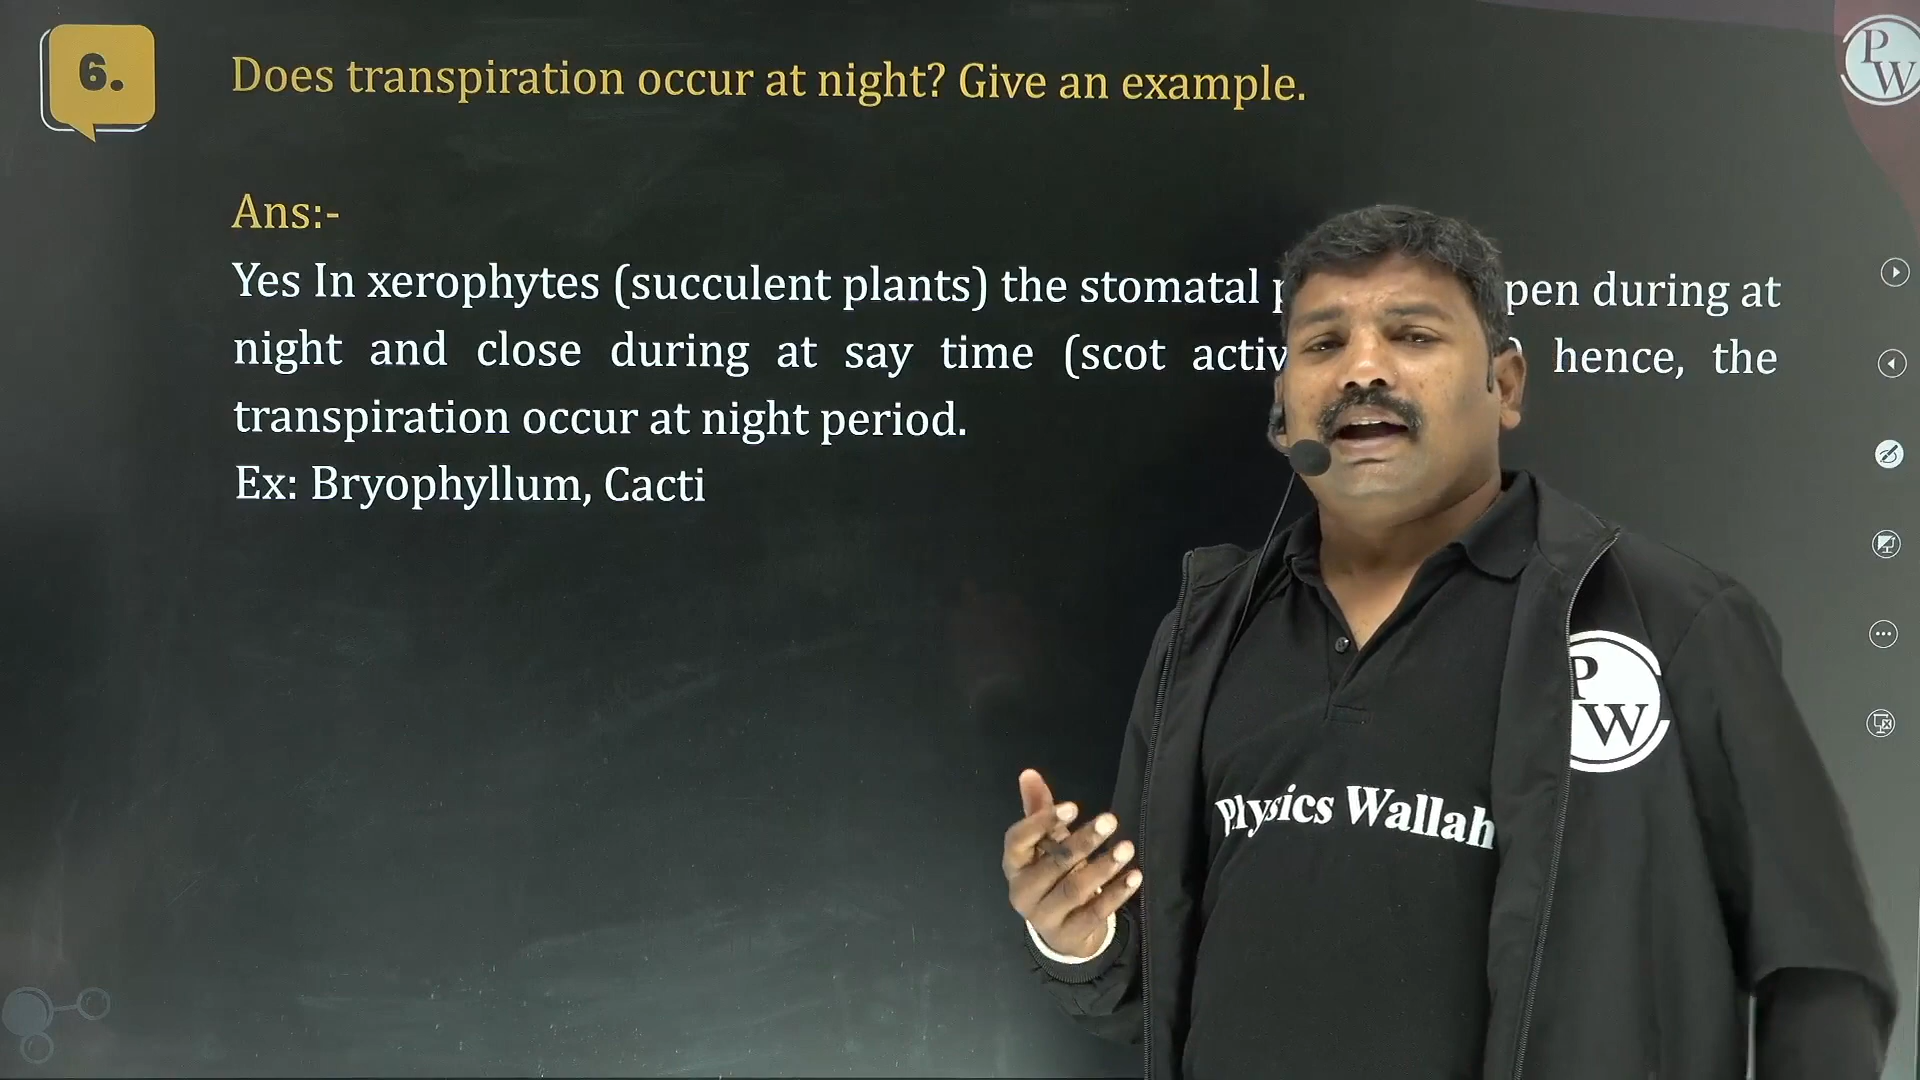 6.
Does transpiration occur at night? Give an example.
PW
Ans:-
Yes In xerophytes (succulent plants) the stomatal during at
night and close during at say time (scot hence, the
transpiration occur at night period.
Ex: Bryophyllum, Cacti
PW
Physics Wallah